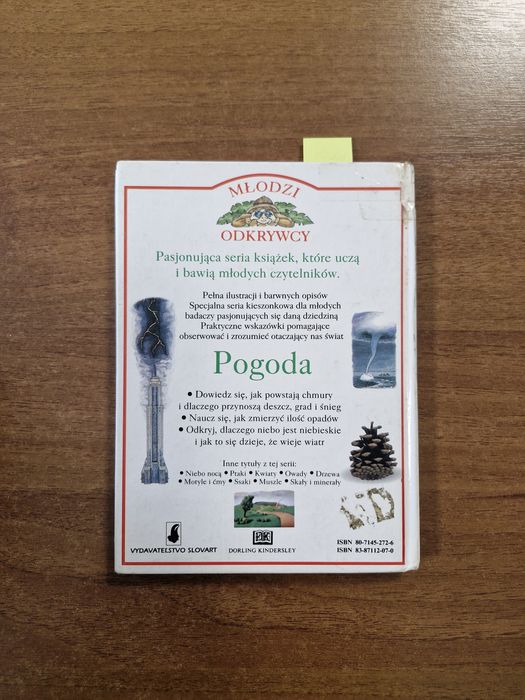 MŁODZI
ODKRYWCY
Pasjonująca seria książek, które uczą
i bawią młodych czytelników.
Pełna ilustracji i barwnych opisów
Specjalna seria kieszonkowa dla młodych
badaczy pasjonujących się daną dziedziną
Praktyczne wskazówki pomagające
obserwować i zrozumieć otaczający nas świat
Pogoda
• Dowiedz się, jak powstają chmury
i dlaczego przynoszą deszcz, grad i śnieg
• Naucz się, jak zmierzyć ilość opadów
• Odkryj, dlaczego niebo jest niebieskie
i jak to się dzieje, że wieje wiatr
Inne tytuły z tej serii:
• Niebo nocą • Ptaki • Kwiaty • Owady • Drzewa
• Motyle i ćmy • Ssaki • Muszle • Skały i minerały
VYDAVATELSTVO SLOVART
DK
DORLING KINDERSLEY
ISBN 80-7145-272-6
ISBN 83-87112-07-0